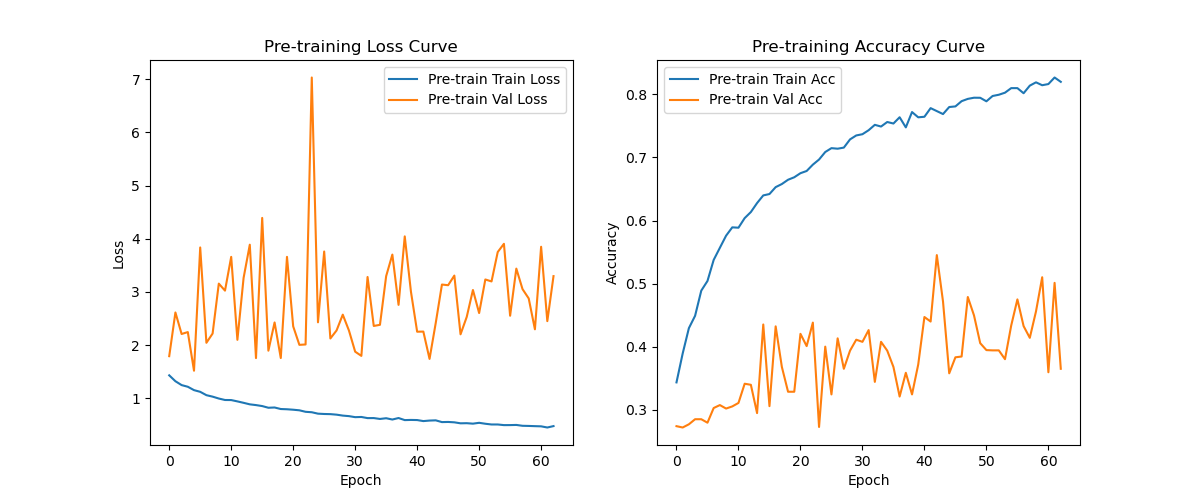 Pre-training Loss Curve
Pre-train Train Loss
Pre-train Val Loss
7
6
5
4
3
2
1
Loss
0 10 20 30 40 50 60
Epoch
Pre-training Accuracy Curve
Pre-train Train Acc
Pre-train Val Acc
0.8
0.7
0.6
0.5
0.4
0.3
Accuracy
0 10 20 30 40 50 60
Epoch